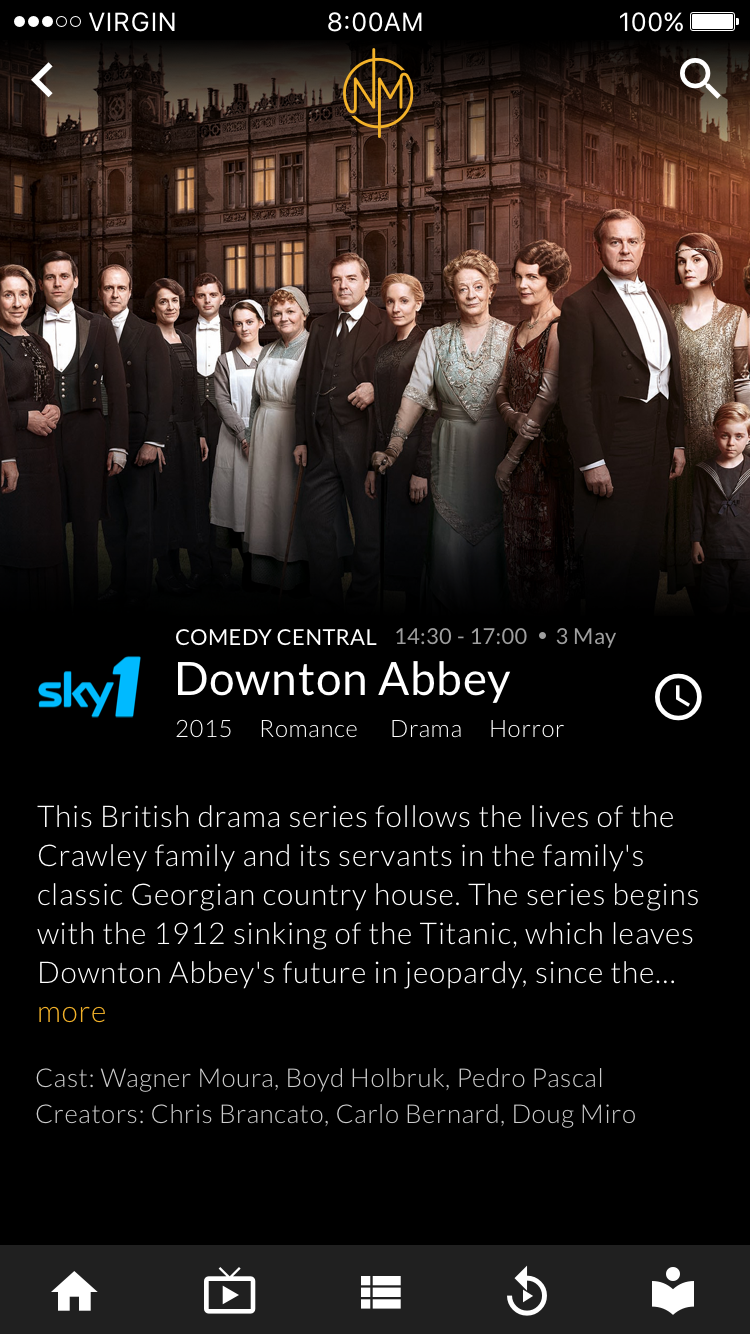 VIRGIN 8:00AM 100%
NM
COMEDY CENTRAL 14:30 - 17:00 • 3 May
sky1
Downton Abbey
2015 Romance Drama Horror
This British drama series follows the lives of the
Crawley family and its servants in the family's
classic Georgian country house. The series begins
with the 1912 sinking of the Titanic, which leaves
Downton Abbey's future in jeopardy, since the...
more
Cast: Wagner Moura, Boyd Holbruk, Pedro Pascal
Creators: Chris Brancato, Carlo Bernard, Doug Miro